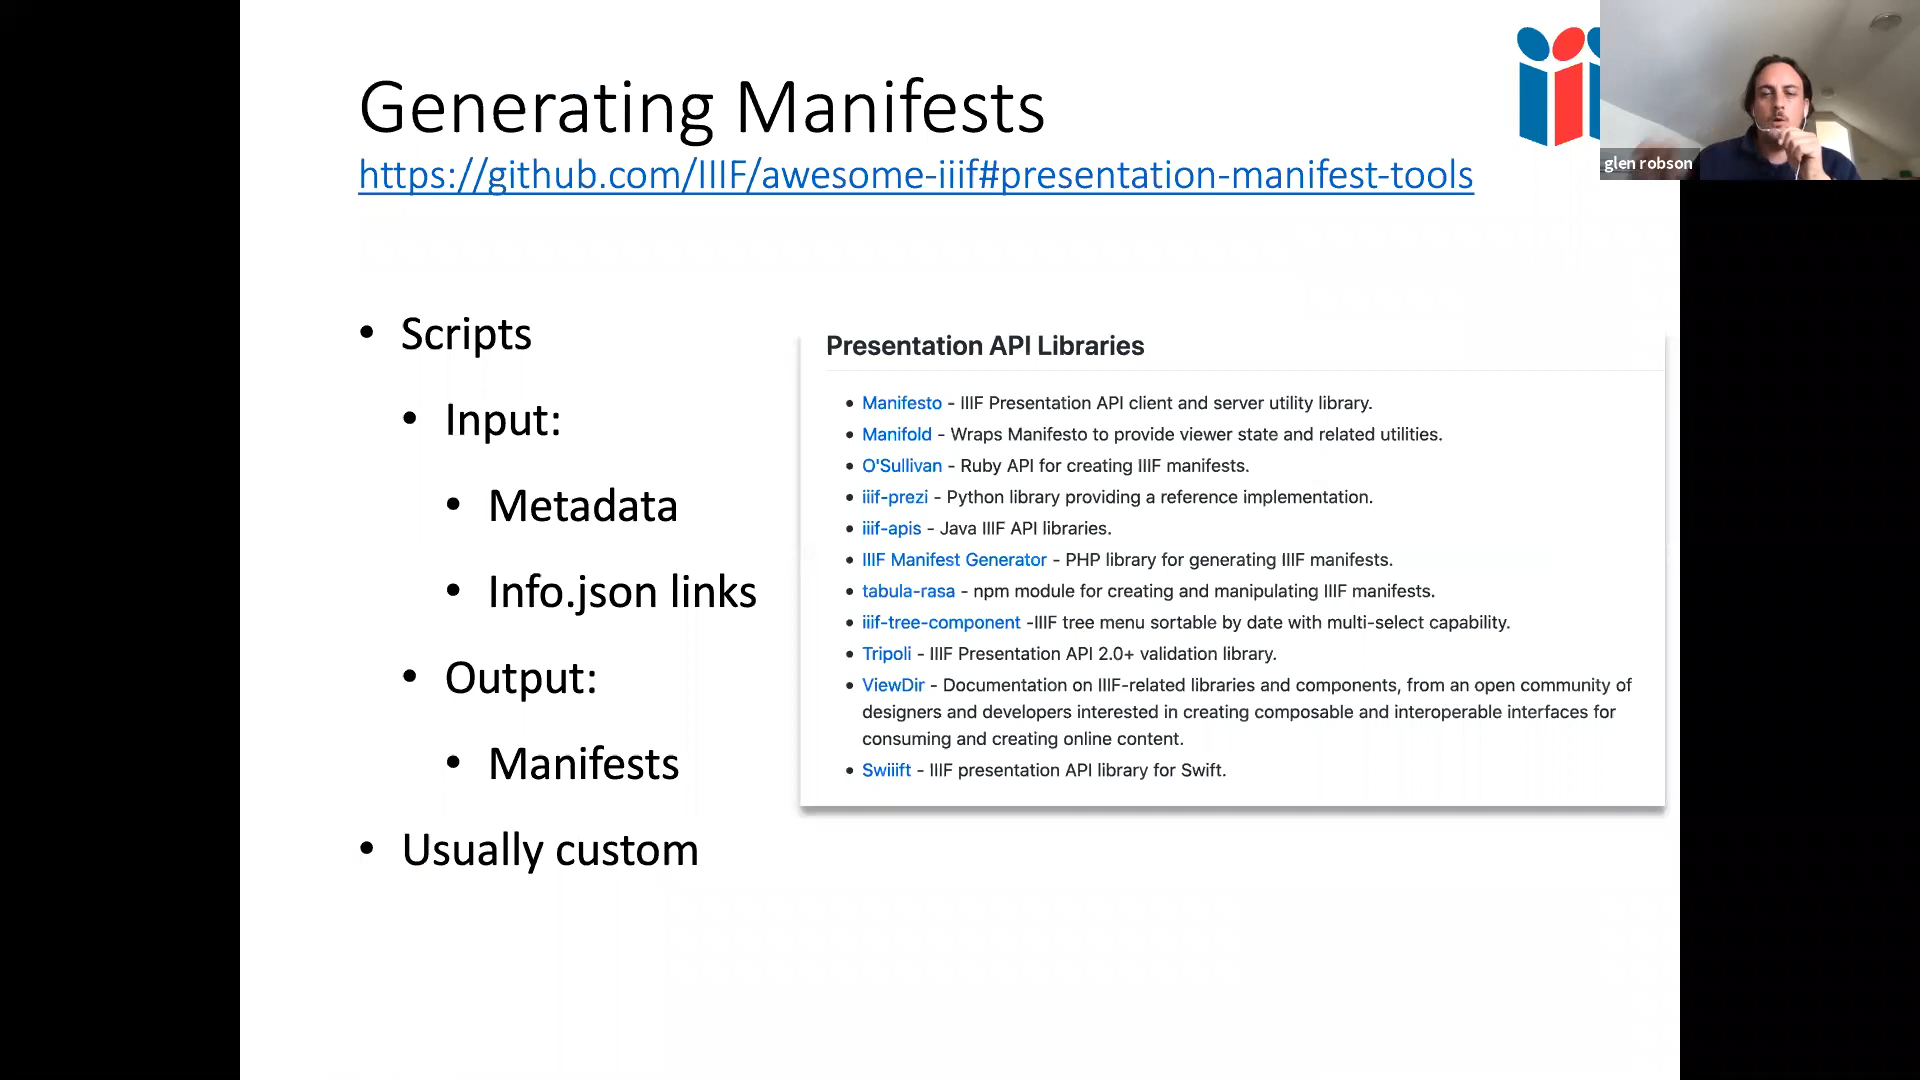 Generating Manifests
https://github.com/IIIF/awesome-iiif#presentation-manifest-tools
glen robson
• Scripts
• Input:
• Metadata
• Info.json links
• Output:
• Manifests
• Usually custom
Presentation API Libraries
• Manifesto - IIIF Presentation API client and server utility library.
• Manifold - Wraps Manifesto to provide viewer state and related utilities.
• O'Sullivan - Ruby API for creating IIIF manifests.
• iiif-prezi - Python library providing a reference implementation.
• iiif-apis - Java IIIF API libraries.
• IIIF Manifest Generator - PHP library for generating IIIF manifests.
• tabula-rasa - npm module for creating and manipulating IIIF manifests.
• iiif-tree-component -IIIF tree menu sortable by date with multi-select capability.
• Tripoli - IIIF Presentation API 2.0+ validation library.
• ViewDir - Documentation on IIIF-related libraries and components, from an open community of
designers and developers interested in creating composable and interoperable interfaces for
consuming and creating online content.
• Swiiift - IIIF presentation API library for Swift.